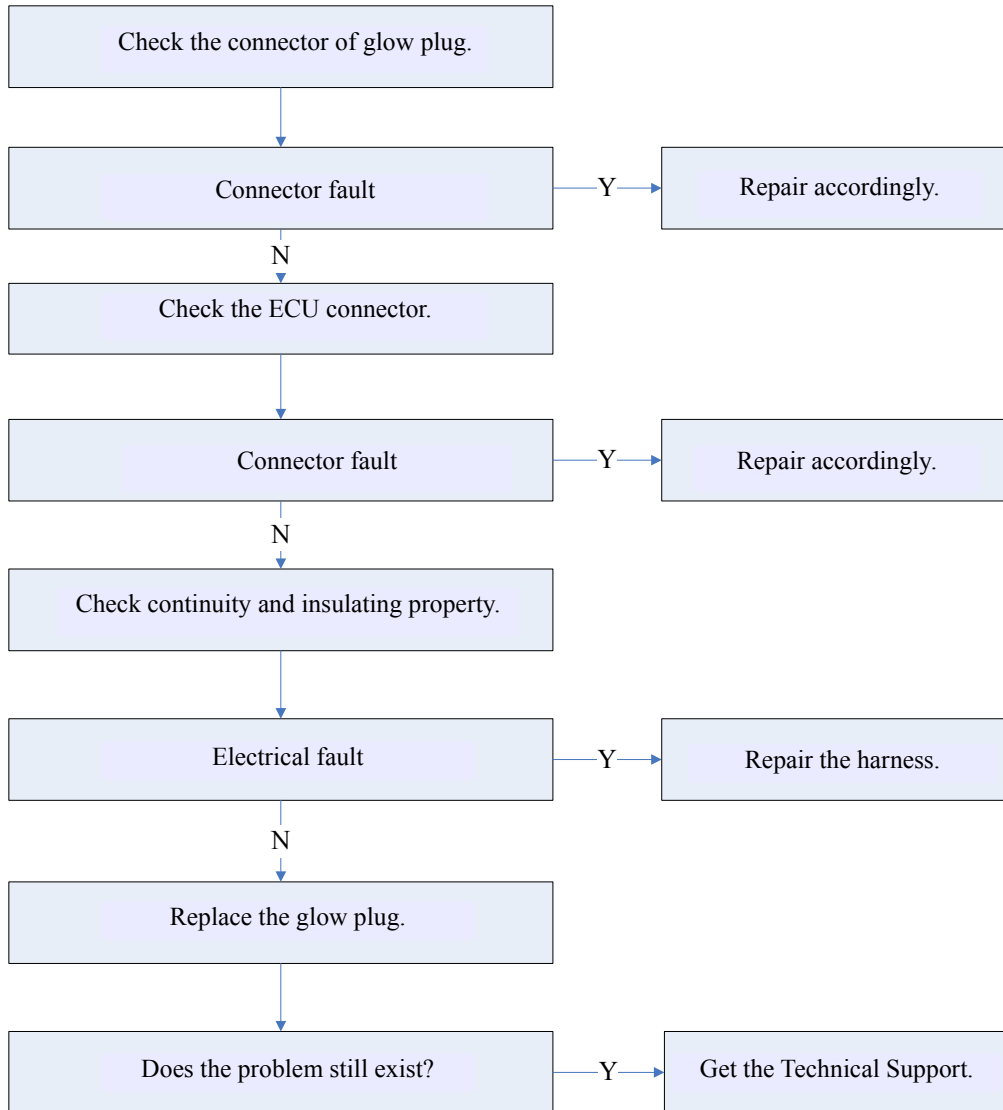 Check the connector of glow plug.
Connector fault
Y
Repair accordingly.
N
Check the ECU connector.
Connector fault
Y
Repair accordingly.
N
Check continuity and insulating property.
Electrical fault
Y
Repair the harness.
N
Replace the glow plug.
Does the problem still exist?
Y
Get the Technical Support.